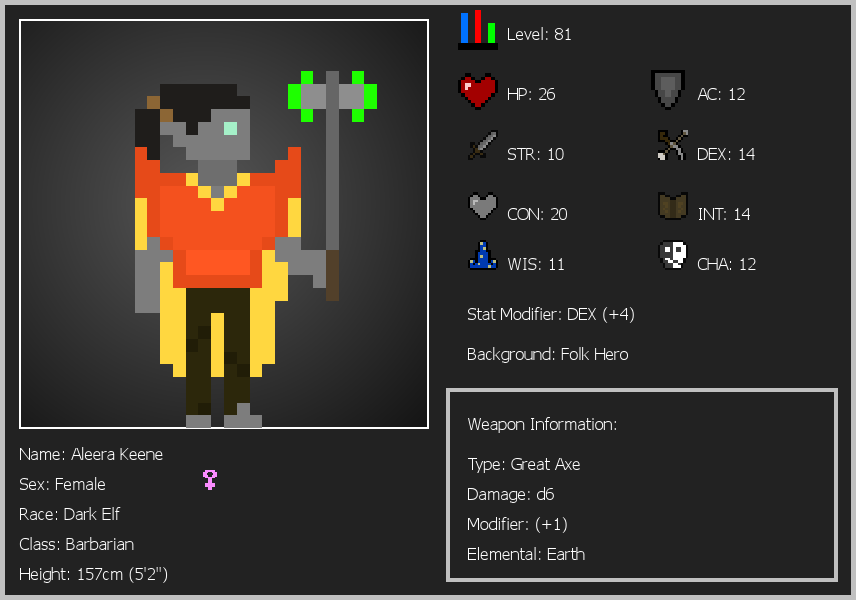 Level: 81
HP: 26
AC: 12
STR: 10
DEX: 14
CON: 20
INT: 14
WIS: 11
CHA: 12
Stat Modifier: DEX (+4)
Background: Folk Hero
Weapon Information:
Type: Great Axe
Damage: d6
Modifier: (+1)
Elemental: Earth
Name: Aleera Keene
Sex: Female
Race: Dark Elf
Class: Barbarian
Height: 157cm (5'2")